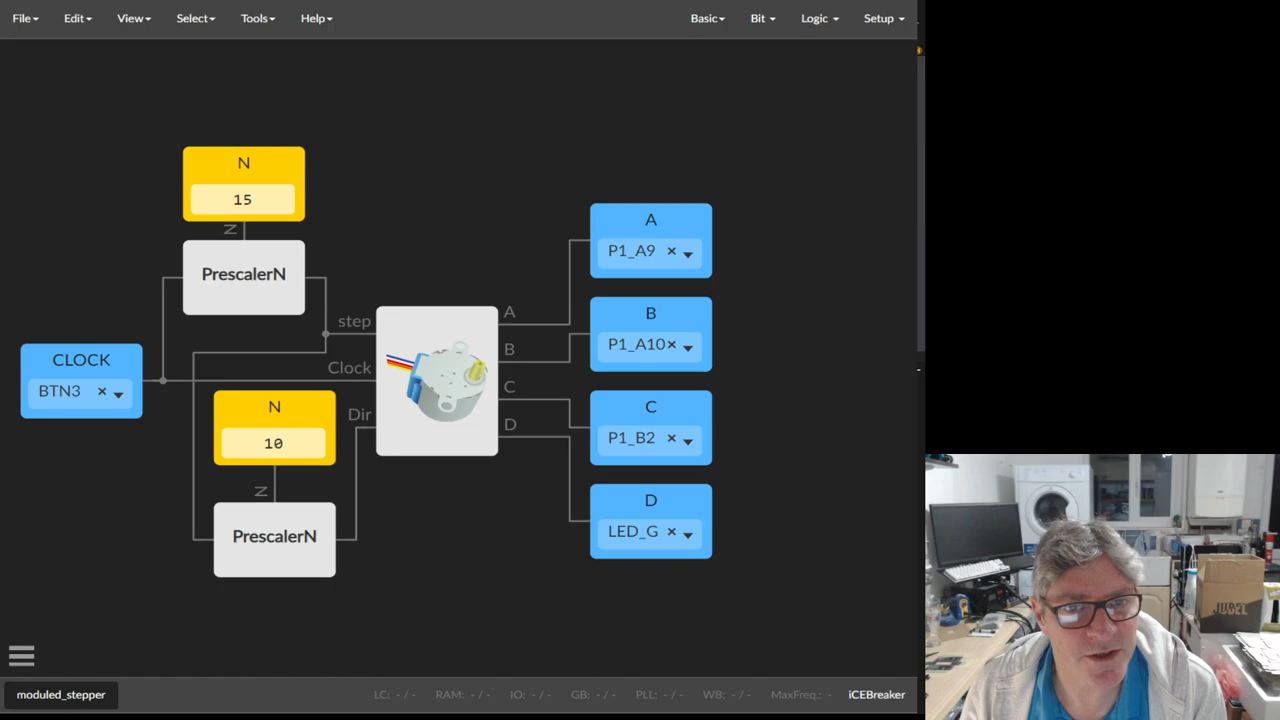 File Edit View Select Tools Help Basic Bit Logic Setup
N
15
N
PrescalerN
CLOCK
BTN3
N
10
N
PrescalerN
step
Clock
Dir
A
B
C
D
A
P1_A9
B
P1_A10
C
P1_B2
D
LED_G
JUDEL
moduled_stepper LC: - / - RAM: - / - IO: - / - GB: - / - PLL: - / - WB: - / - MaxFreq.: - iCEBreaker